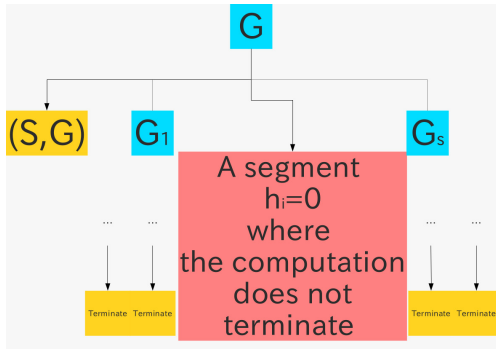 G
(S,G)
G₁
Gₛ
A segment
hᵢ=0
where
the computation
does not
terminate
...
...
...
...
Terminate
Terminate
Terminate
Terminate